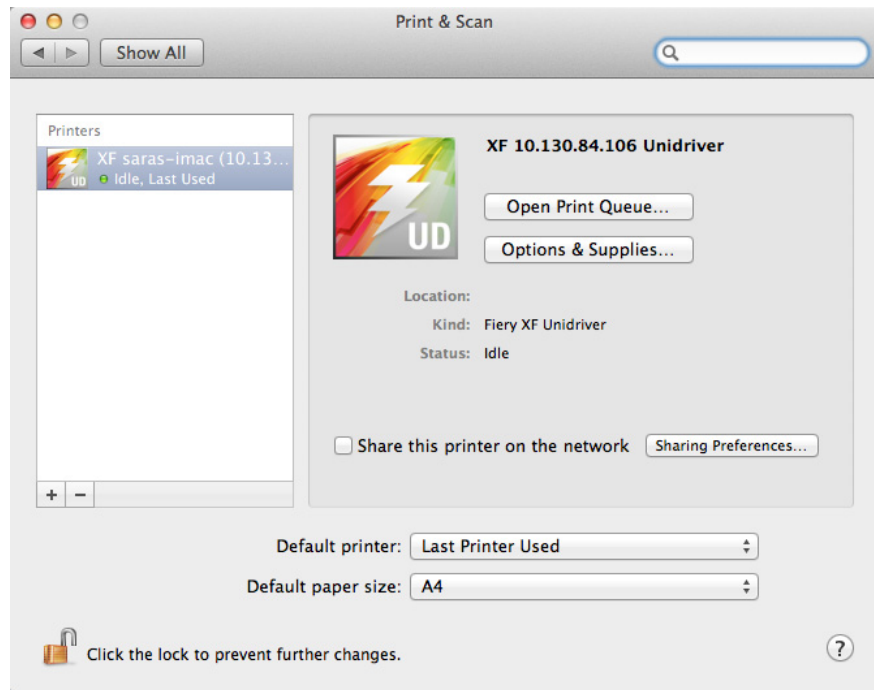 Print & Scan
Show All
Printers
XF saras-imac (10.13...
Idle, Last Used
UD
UD
XF 10.130.84.106 Unidriver
Open Print Queue...
Options & Supplies...
Location:
Kind: Fiery XF Unidriver
Status: Idle
Share this printer on the network Sharing Preferences...
+ −
Default printer: Last Printer Used
Default paper size: A4
Click the lock to prevent further changes.
?